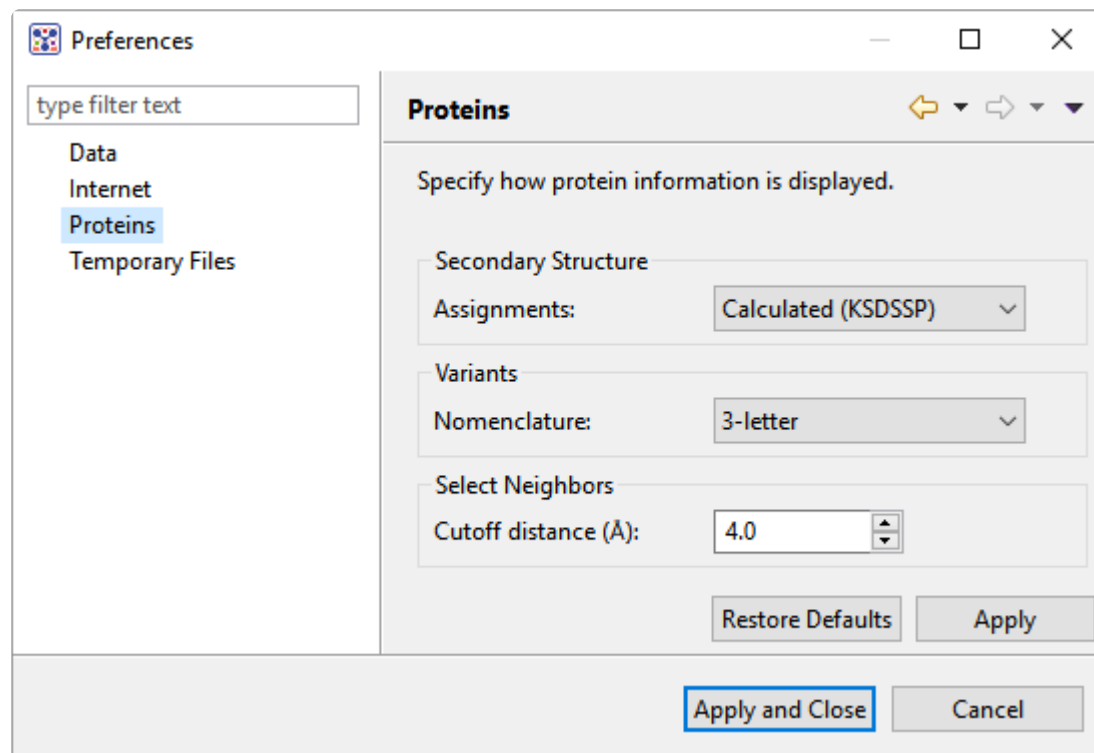 Preferences
type filter text
Data
Internet
Proteins
Temporary Files
Proteins
Specify how protein information is displayed.
Secondary Structure
Assignments: Calculated (KSDSSP)
Variants
Nomenclature: 3-letter
Select Neighbors
Cutoff distance (Å): 4.0
Restore Defaults Apply
Apply and Close Cancel